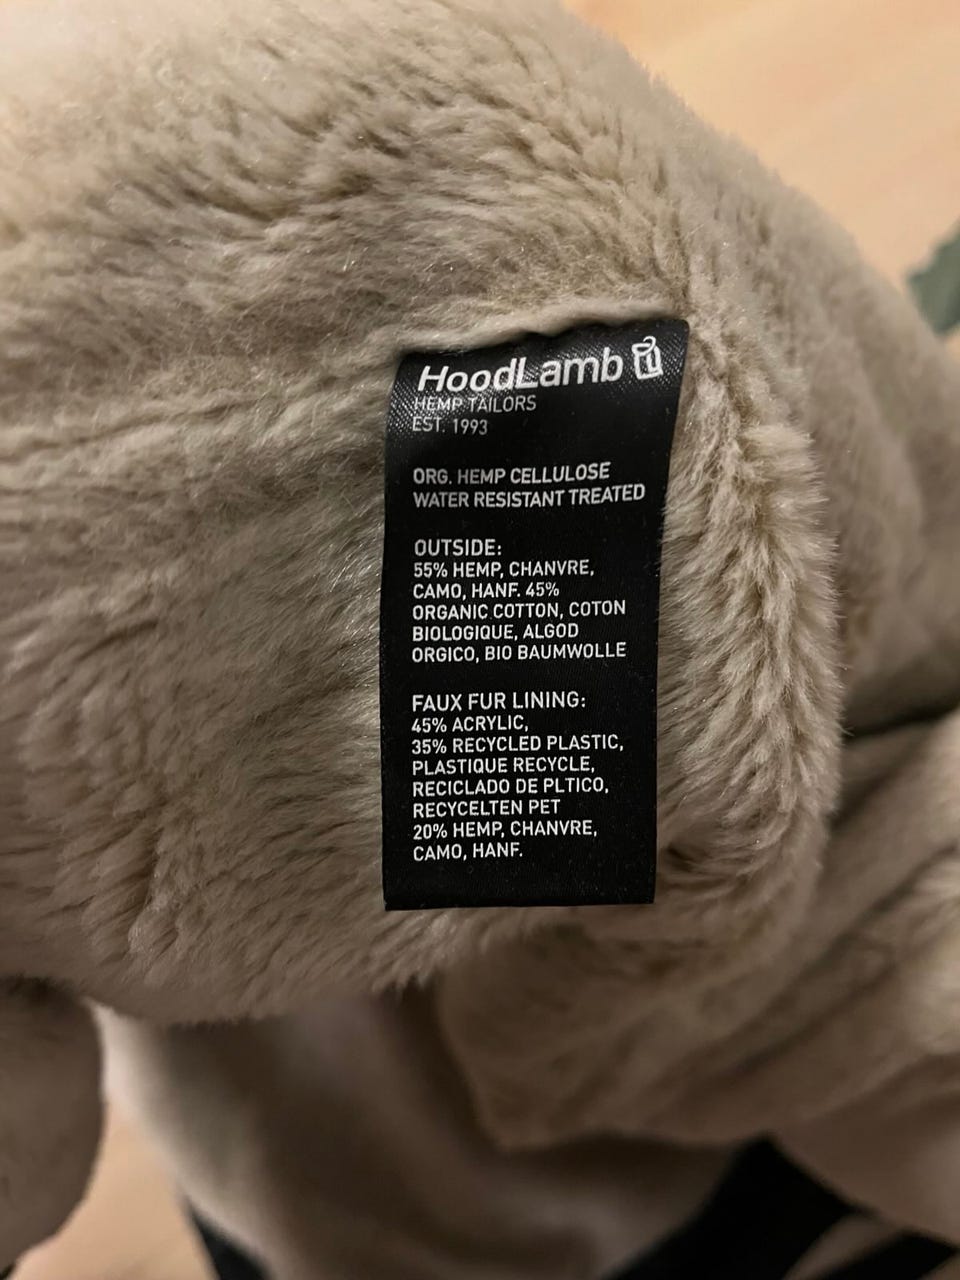 HoodLamb
HEMP TAILORS
EST. 1993
ORG. HEMP CELLULOSE
WATER RESISTANT TREATED
OUTSIDE:
55% HEMP, CHANVRE,
CAMO, HANF. 45%
ORGANIC COTTON, COTON
BIOLOGIQUE, ALGOD
ORGICO, BIO BAUMWOLLE
FAUX FUR LINING:
45% ACRYLIC,
35% RECYCLED PLASTIC,
PLASTIQUE RECYCLE,
RECICLADO DE PLTICO,
RECYCELTEN PET
20% HEMP, CHANVRE,
CAMO, HANF.